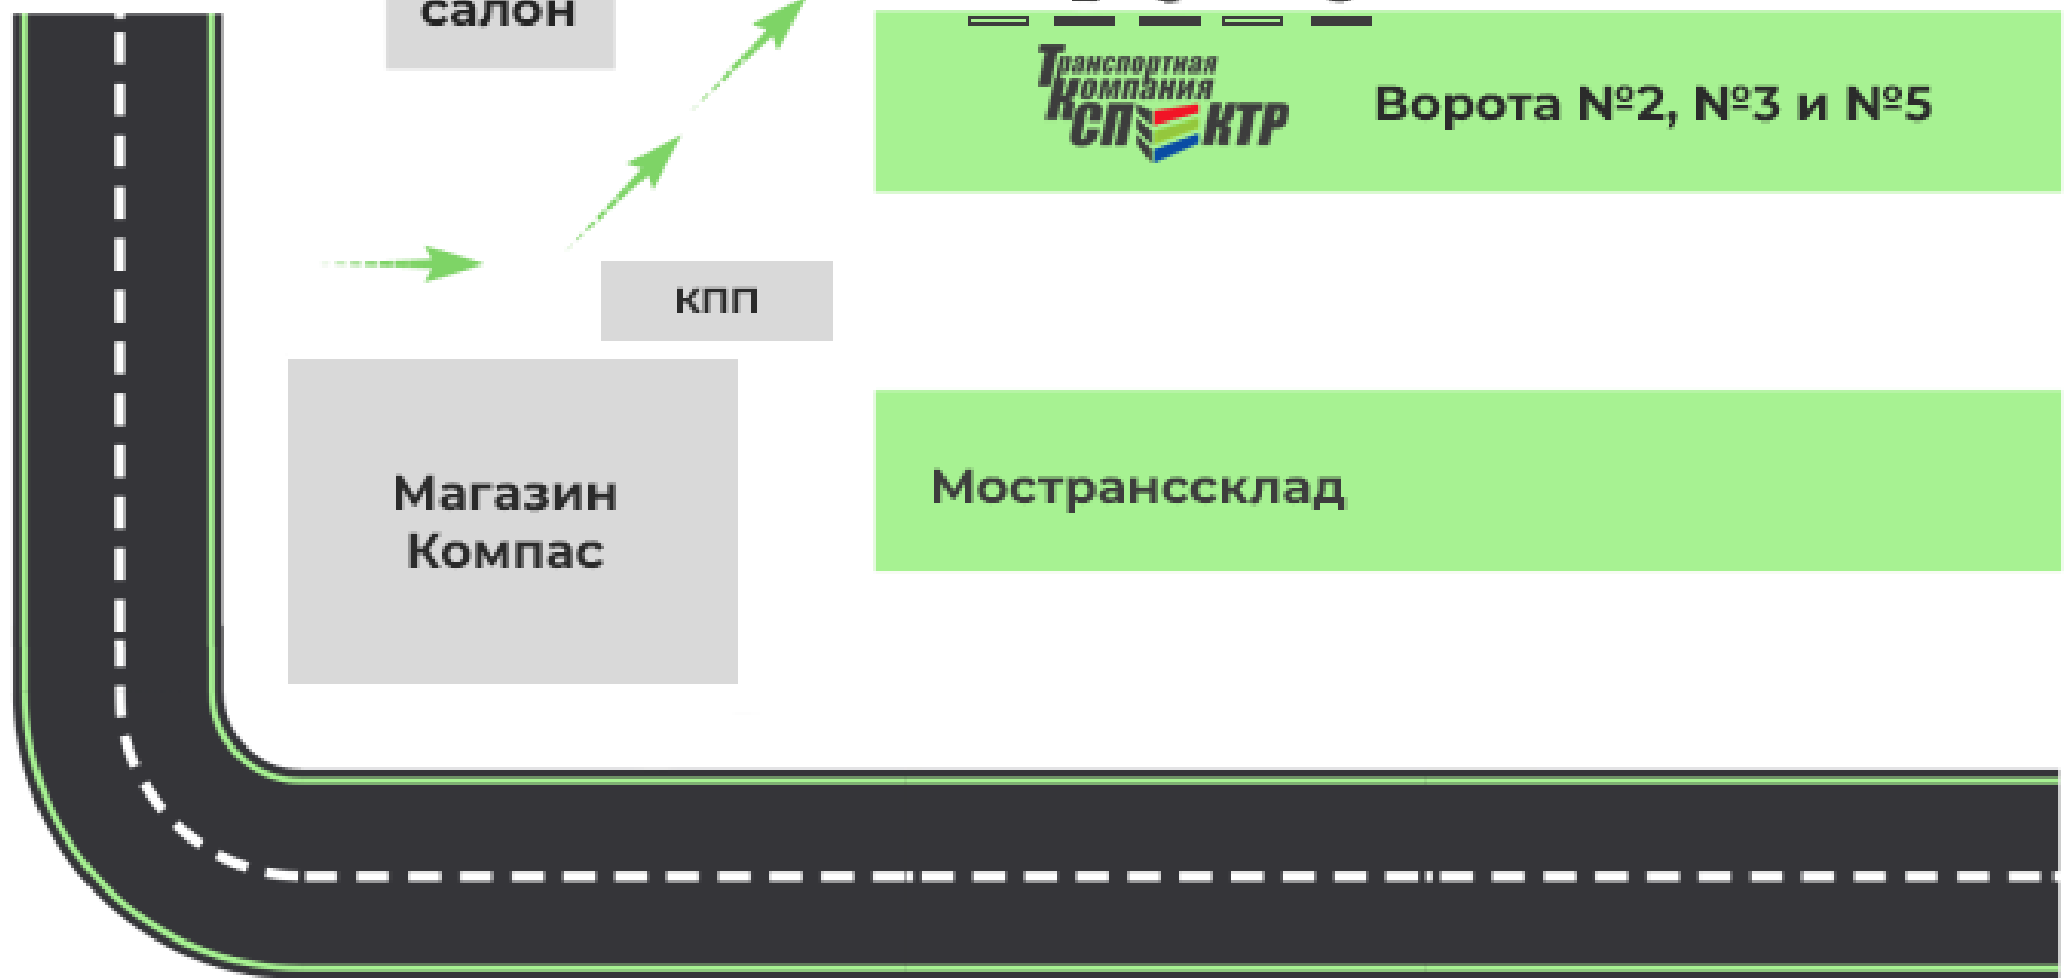 салон
Транспортная
Компания
СПЕКТР
Ворота №2, №3 и №5
КПП
Магазин
Компас
Мострансклад